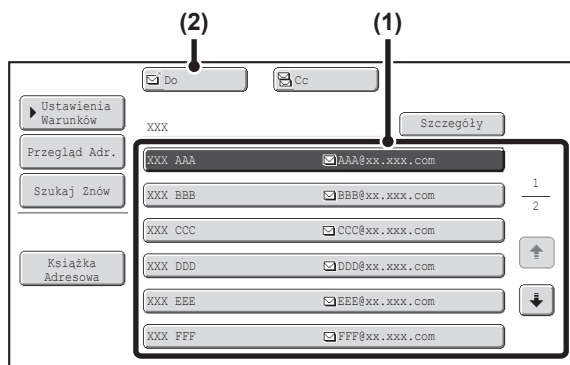 (2) (1)
Do Cc
Ustawienia
Warunków
XXX Szczegóły
Przegląd Adr.
XXX AAA AAA@xx.xxx.com
Szukaj Znów
XXX BBB BBB@xx.xxx.com
1
2
XXX CCC CCC@xx.xxx.com
Książka
Adresowa
XXX DDD DDD@xx.xxx.com
XXX EEE EEE@xx.xxx.com
XXX FFF FFF@xx.xxx.com